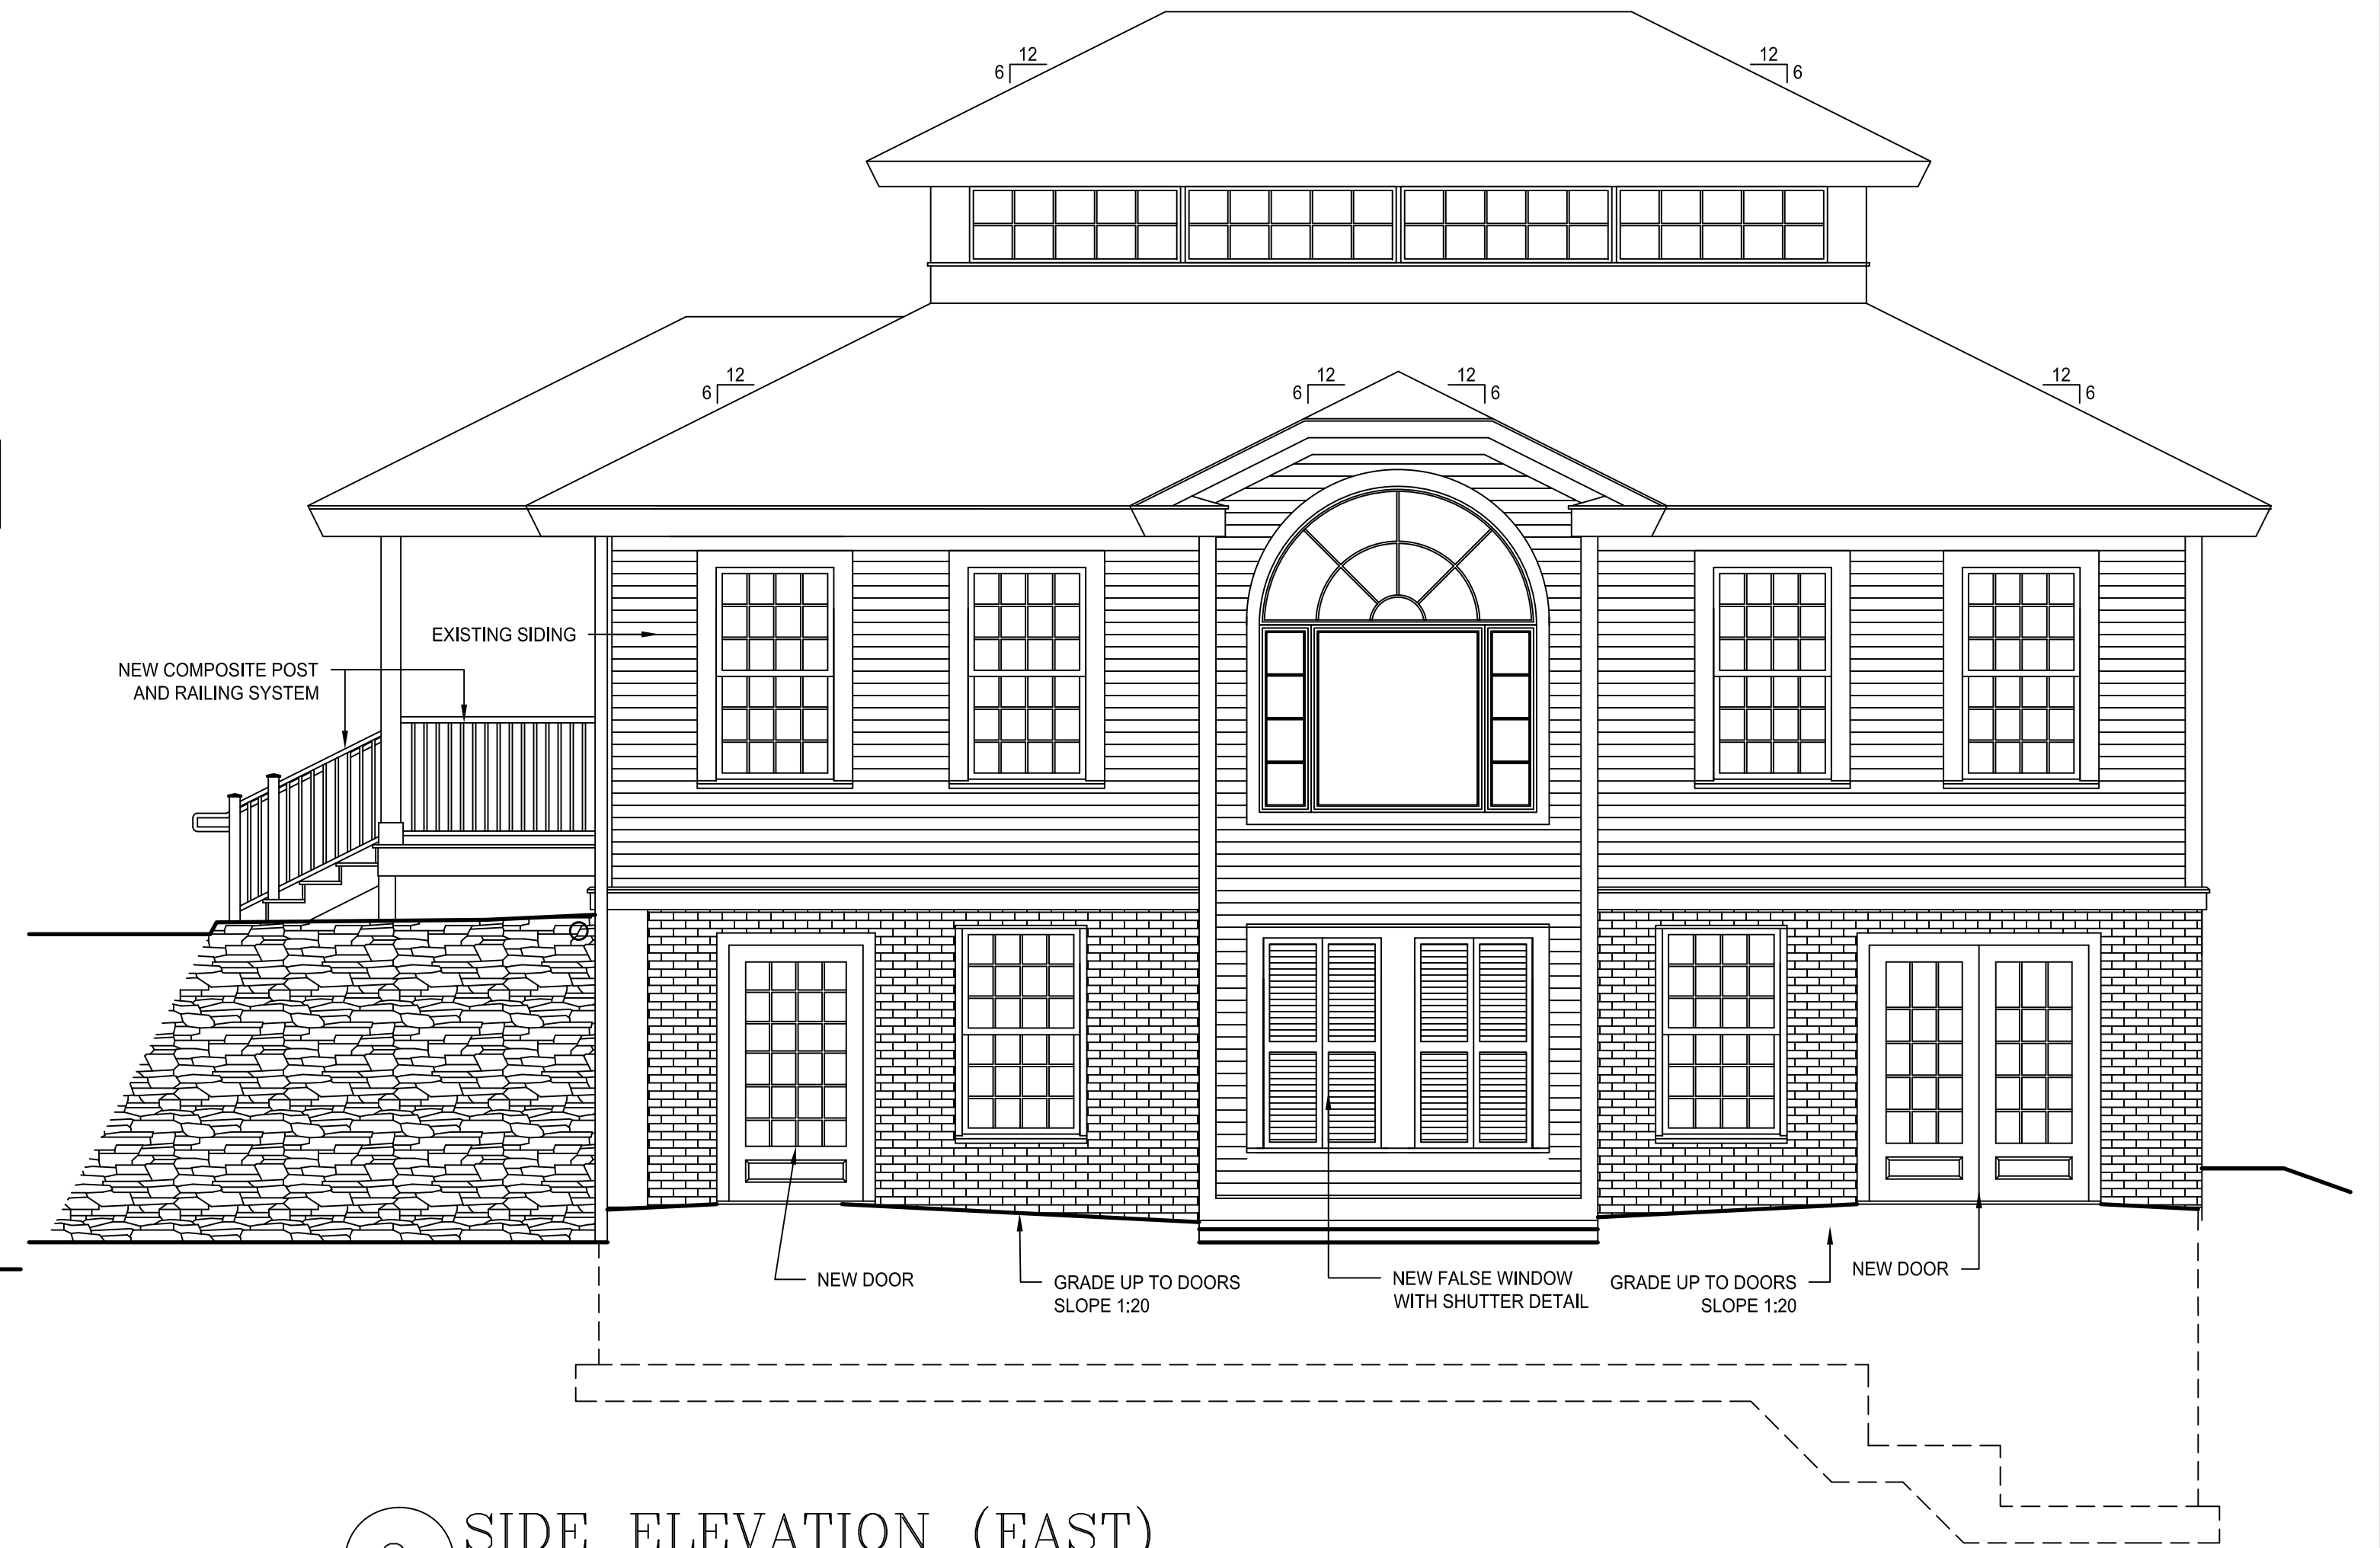 12
6
12
6
12
6
12
6
12
6
12
6
EXISTING SIDING
NEW COMPOSITE POST
AND RAILING SYSTEM
NEW DOOR
GRADE UP TO DOORS
SLOPE 1:20
NEW FALSE WINDOW
WITH SHUTTER DETAIL
GRADE UP TO DOORS
SLOPE 1:20
NEW DOOR
SIDE ELEVATION (EAST)